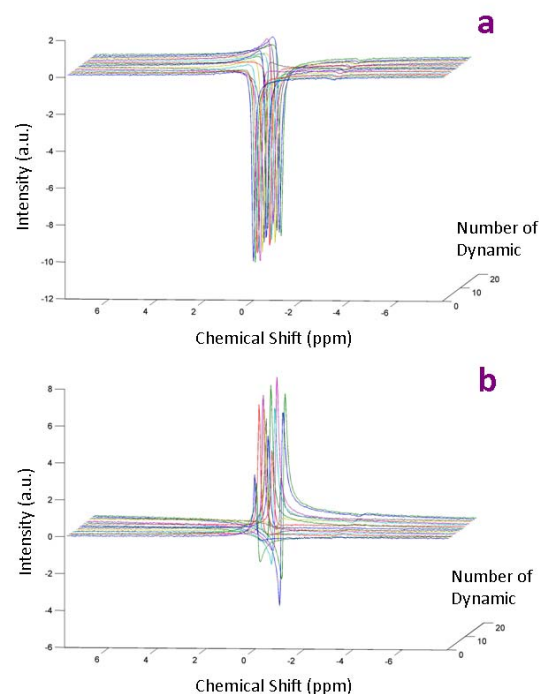 a
2
0
-2
-4
-6
-8
-10
-12
Intensity (a.u.)
6 4 2 0 -2 -4 -6
Chemical Shift (ppm)
Number of
Dynamic
20
10
0
b
8
6
4
2
0
-2
-4
-6
Intensity (a.u.)
6 4 2 0 -2 -4 -6
Chemical Shift (ppm)
Number of
Dynamic
20
10
0